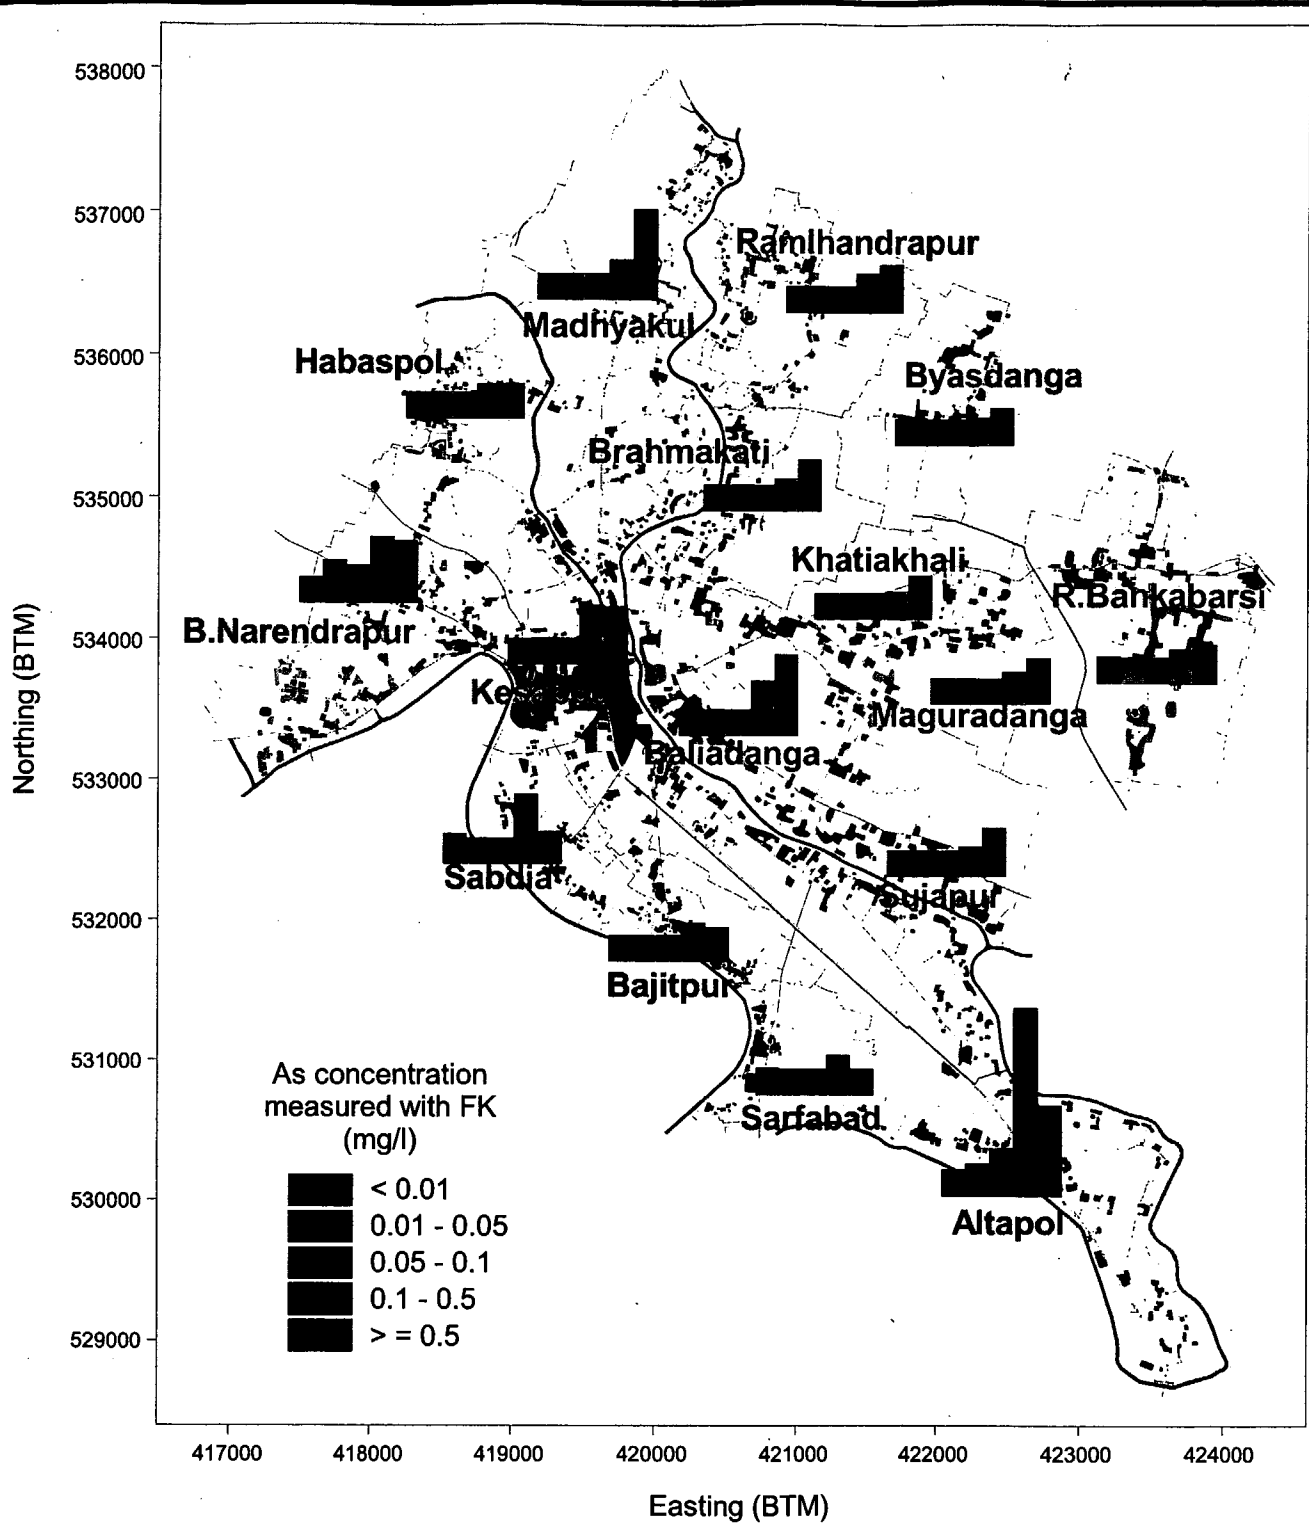 538000
537000
536000
535000
534000
533000
532000
531000
530000
529000
Northing (BTM)
Ramlhandrapur
Madhyakul
Habaspol
Byasdanga
Brahmakati
Khatiakhali
R.Bankabarsi
B.Narendrapur
Maguradanga
Baliadanga
Sabdia
Sujapur
Bajitpur
Sarfabad
Altapol
As concentration
measured with FK
(mg/l)
< 0.01
0.01 - 0.05
0.05 - 0.1
0.1 - 0.5
> = 0.5
417000 418000 419000 420000 421000 422000 423000 424000
Easting (BTM)